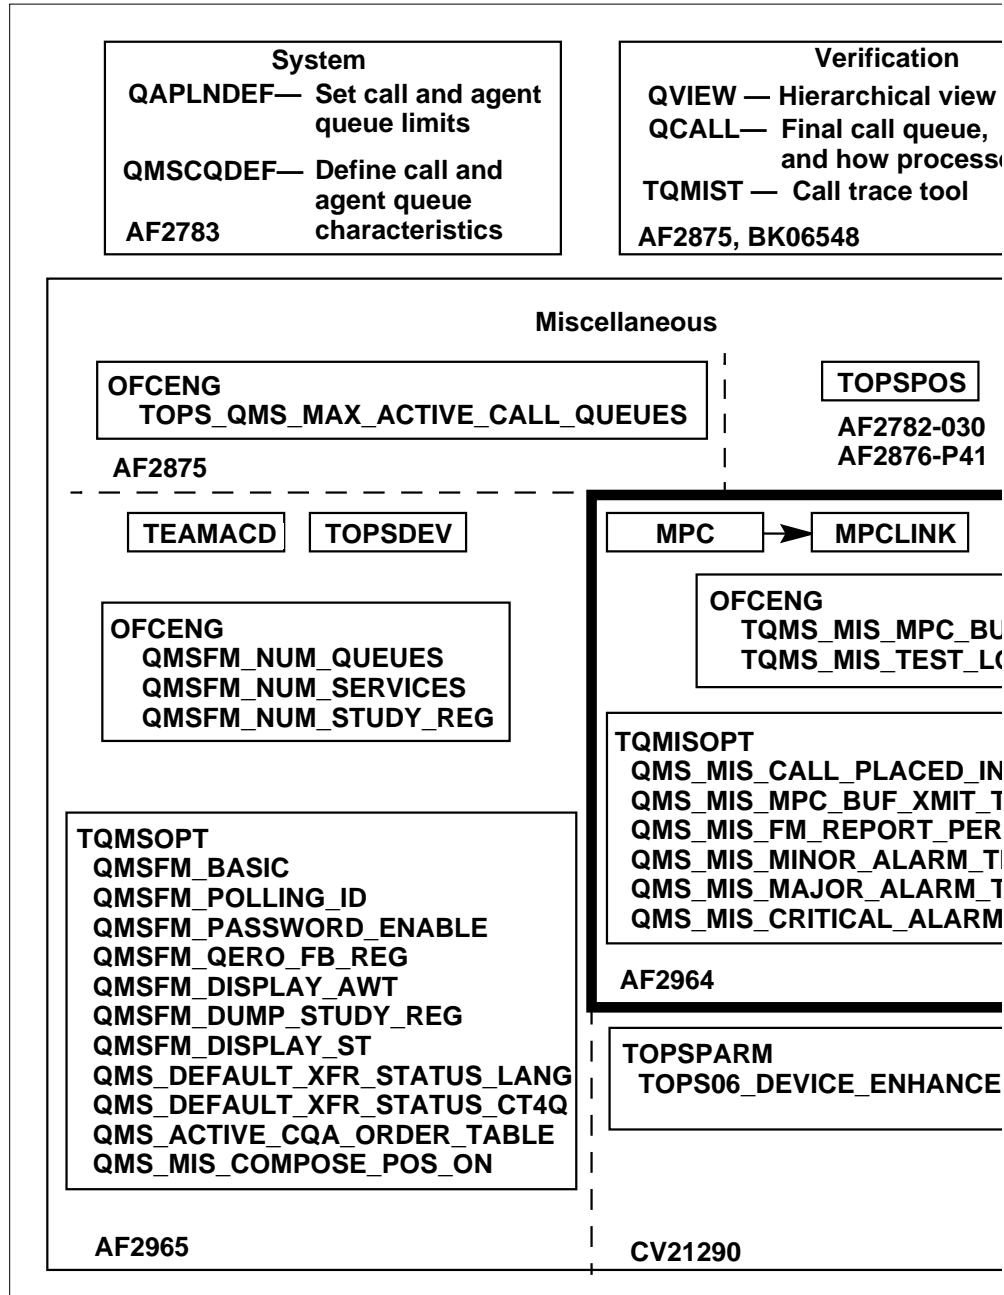 System
QAPLNDEF— Set call and agent
queue limits
QMSCQDEF— Define call and
agent queue
characteristics
AF2783
Verification
QVIEW — Hierarchical view
QCALL— Final call queue,
and how
TQMIST — Call trace tool
AF2875, BK06548
Miscellaneous
OFCENG
TOPS_QMS_MAX_ACTIVE_CALL_QUEUES
AF2875
TOPSPOS
AF2782-030
AF2876-P41
TEAMACD
TOPSDEV
OFCENG
QMSFM_NUM_QUEUES
QMSFM_NUM_SERVICES
QMSFM_NUM_STUDY_REG
TQMSOPT
QMSFM_BASIC
QMSFM_POLLING_ID
QMSFM_PASSWORD_ENABLE
QMSFM_QERO_FB_REG
QMSFM_DISPLAY_AWT
QMSFM_DUMP_STUDY_REG
QMSFM_DISPLAY_ST
QMS_DEFAULT_XFR_STATUS_LANG
QMS_DEFAULT_XFR_STATUS_CT4Q
QMS_ACTIVE_CQA_ORDER_TABLE
QMS_MIS_COMPOSE_POS_ON
AF2965
MPC
MPCLINK
OFCENG
TQMS_MIS_MPC_BU
TQMS_MIS_TEST_LO
TQMISOPT
QMS_MIS_CALL_PLACED_IN
QMS_MIS_MPC_BUF_XMIT_T
QMS_MIS_FM_REPORT_PER
QMS_MIS_MINOR_ALARM_T
QMS_MIS_MAJOR_ALARM_T
QMS_MIS_CRITICAL_ALARM
AF2964
TOPSPARM
TOPS06_DEVICE_ENHANCE
CV21290